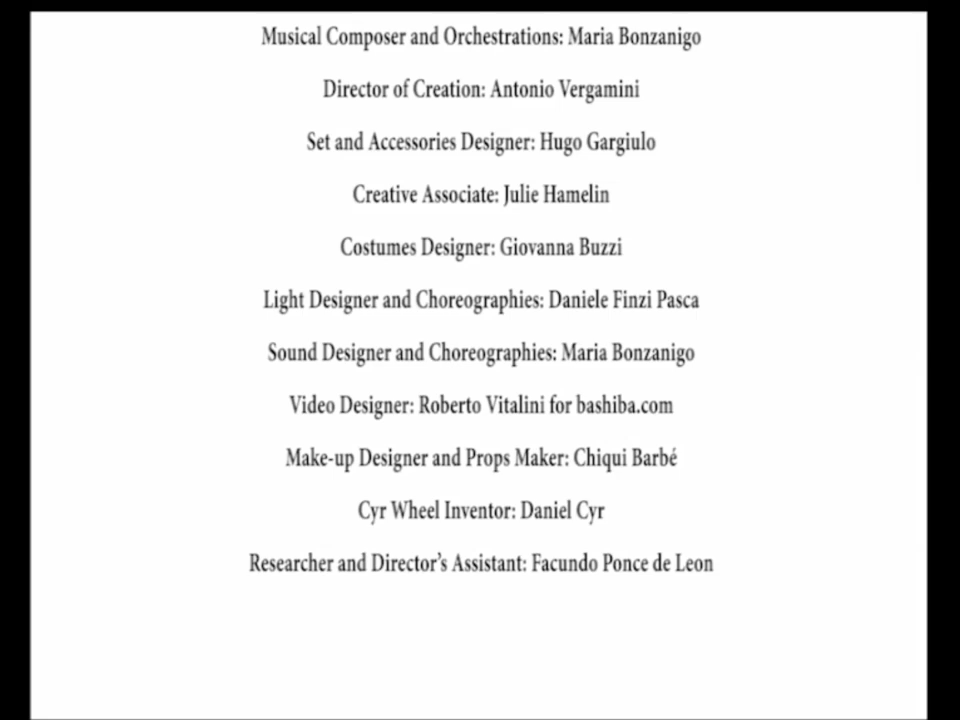 Musical Composer and Orchestrations: Maria Bonzanigo
Director of Creation: Antonio Vergamini
Set and Accessories Designer: Hugo Gargiulo
Creative Associate: Julie Hamelin
Costumes Designer: Giovanna Buzzi
Light Designer and Choreographies: Daniele Finzi Pasca
Sound Designer and Choreographies: Maria Bonzanigo
Video Designer: Roberto Vitalini for bashiba.com
Make-up Designer and Props Maker: Chiqui Barbé
Cyr Wheel Inventor: Daniel Cyr
Researcher and Director’s Assistant: Facundo Ponce de Leon